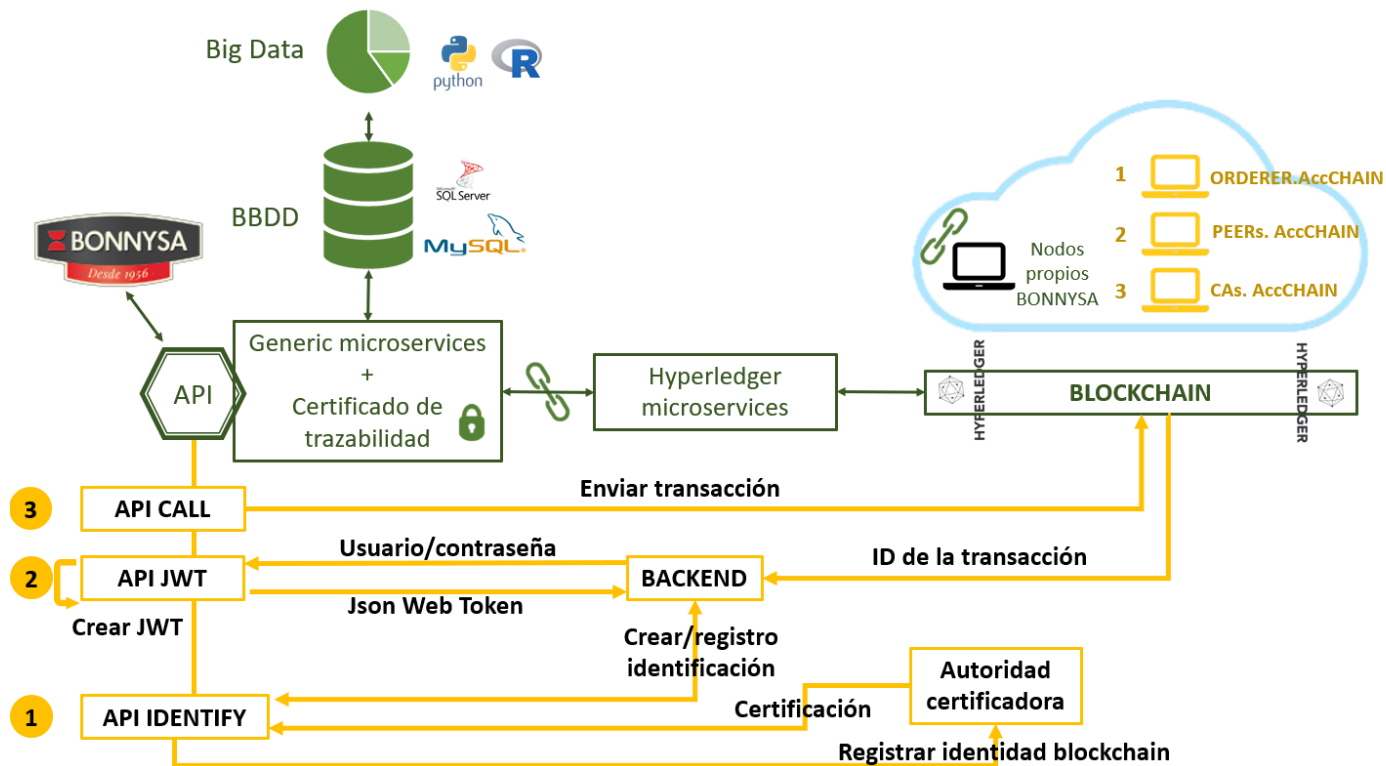 Big Data
python
R
BBDD
Microsoft
SQL Server
MySQL
BONNYSA
Desde 1956
API
Generic microservices
+
Certificado de
trazabilidad
Hyperledger
microservices
1
ORDERER.AccCHAIN
2
PEERs. AccCHAIN
3
CAs. AccCHAIN
Nodos
propios
BONNYSA
HYPERLEDGER
BLOCKCHAIN
HYPERLEDGER
3
API CALL
Enviar transacción
2
API JWT
Usuario/contraseña
BACKEND
ID de la transacción
Json Web Token
Crear JWT
Crear/registro
identificación
Autoridad
certificadora
1
API IDENTIFY
Certificación
Registrar identidad blockchain